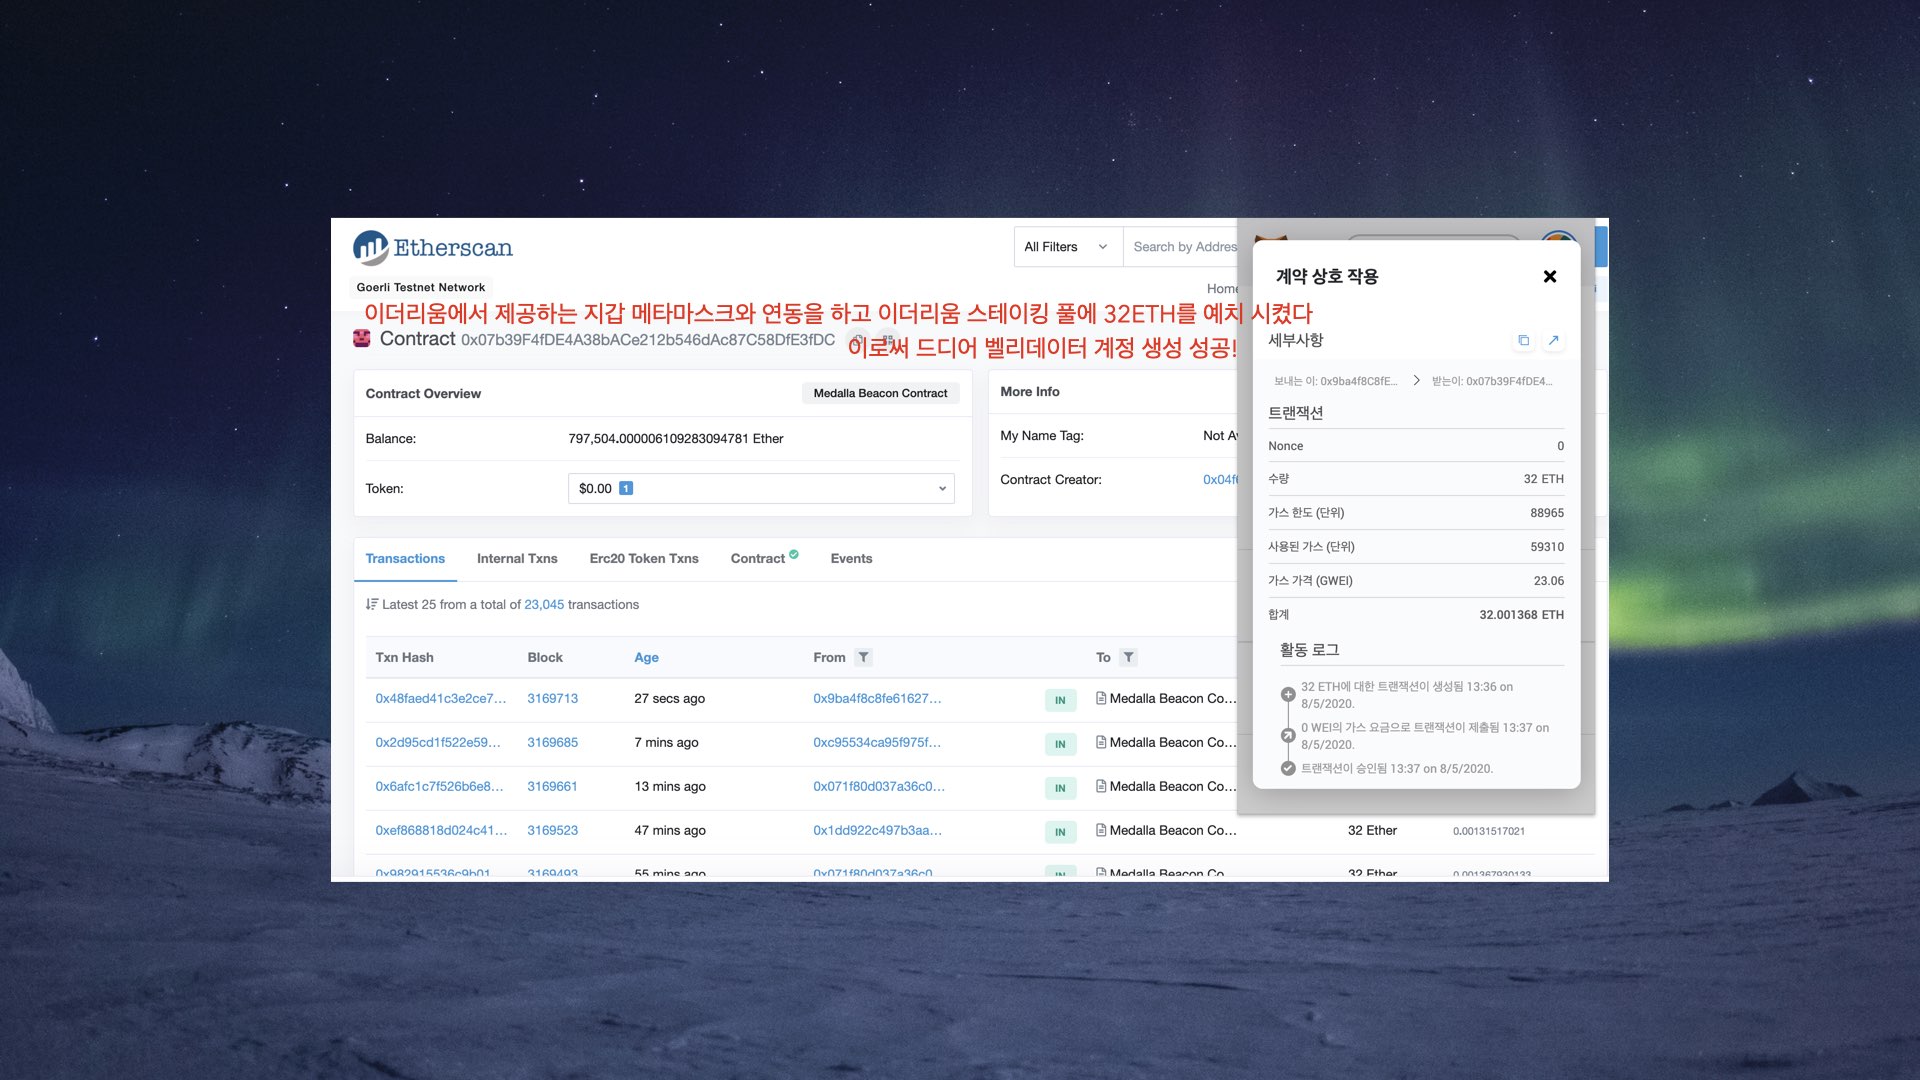 Etherscan
All Filters
Search by Addres
Goerli Testnet Network
Home
이더리움에서 제공하는 지갑 메타마스크와 연동을 하고 이더리움 스테이킹 풀에 32ETH를 예치 시켰다
Contract 0x07b39F4fDE4A38bACe212b546dAc87C58DfE3fDC
이로써 드디어 벨리데이터 계정 생성 성공!
Contract Overview
Medalla Beacon Contract
Balance:
797,504.000006109283094781 Ether
Token:
$0.00 1
More Info
My Name Tag:
Not Av
Contract Creator:
0x04f6
Transactions
Internal Txns
Erc20 Token Txns
Contract
Events
Latest 25 from a total of 23,045 transactions
Txn Hash Block Age From To
0x48faed41c3e2ce7... 3169713 27 secs ago 0x9ba4f8c8fe61627... IN Medalla Beacon Co...
0x2d95cd1f522e59... 3169685 7 mins ago 0xc95534ca95f975f... IN Medalla Beacon Co...
0x6afc1c7f526b6e8... 3169661 13 mins ago 0x071f80d037a36c0... IN Medalla Beacon Co...
0xef868818d024c41... 3169523 47 mins ago 0x1dd922c497b3aa... IN Medalla Beacon Co... 32 Ether 0.00131517021
0x982915536c9b01 3169493 55 mins ago 0x071f80d037a36c0 IN Medalla Beacon Co 32 Ether 0.001367930133
계약 상호 작용
세부사항
보내는 이: 0x9ba4f8C8fE... 받는이: 0x07b39F4fDE4...
트랜잭션
Nonce 0
수량 32 ETH
가스 한도 (단위) 88965
사용된 가스 (단위) 59310
가스 가격 (GWEI) 23.06
합계 32.001368 ETH
활동 로그
32 ETH에 대한 트랜잭션이 생성됨 13:36 on
8/5/2020.
0 WEI의 가스 요금으로 트랜잭션이 제출됨 13:37 on
8/5/2020.
트랜잭션이 승인됨 13:37 on 8/5/2020.